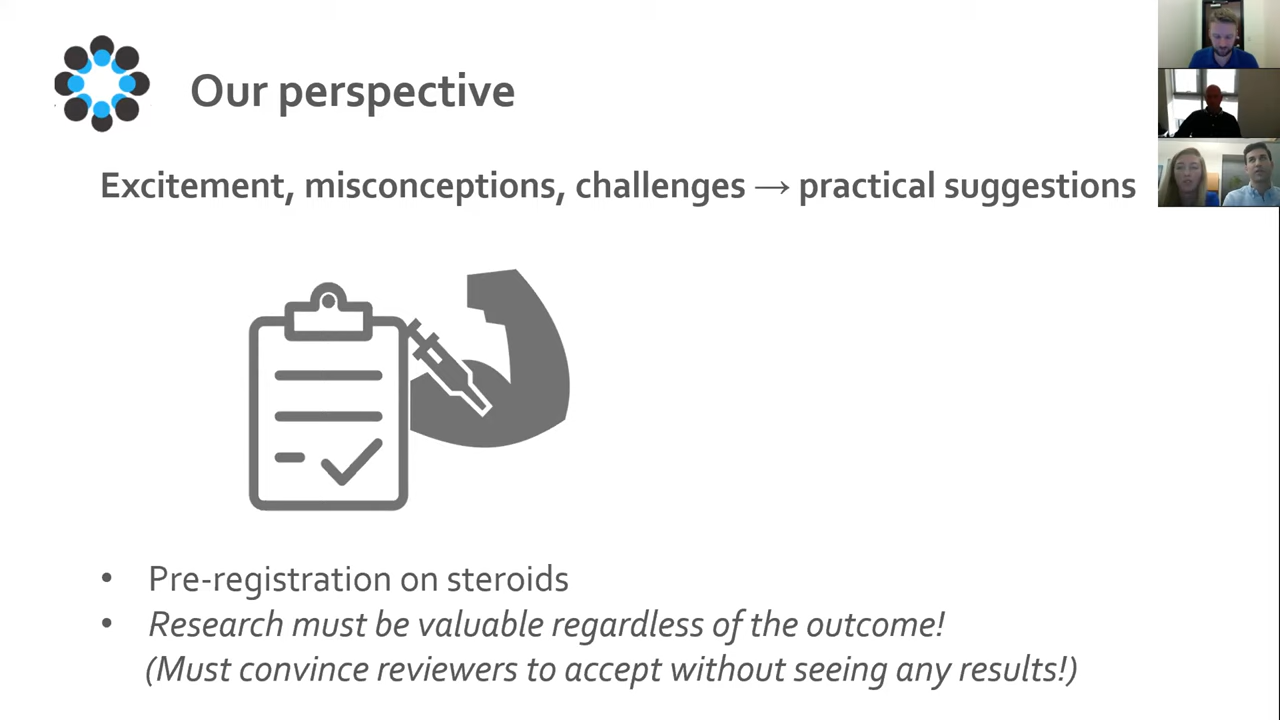 Our perspective
Excitement, misconceptions, challenges → practical suggestions
• Pre-registration on steroids
• Research must be valuable regardless of the outcome!
(Must convince reviewers to accept without seeing any results!)